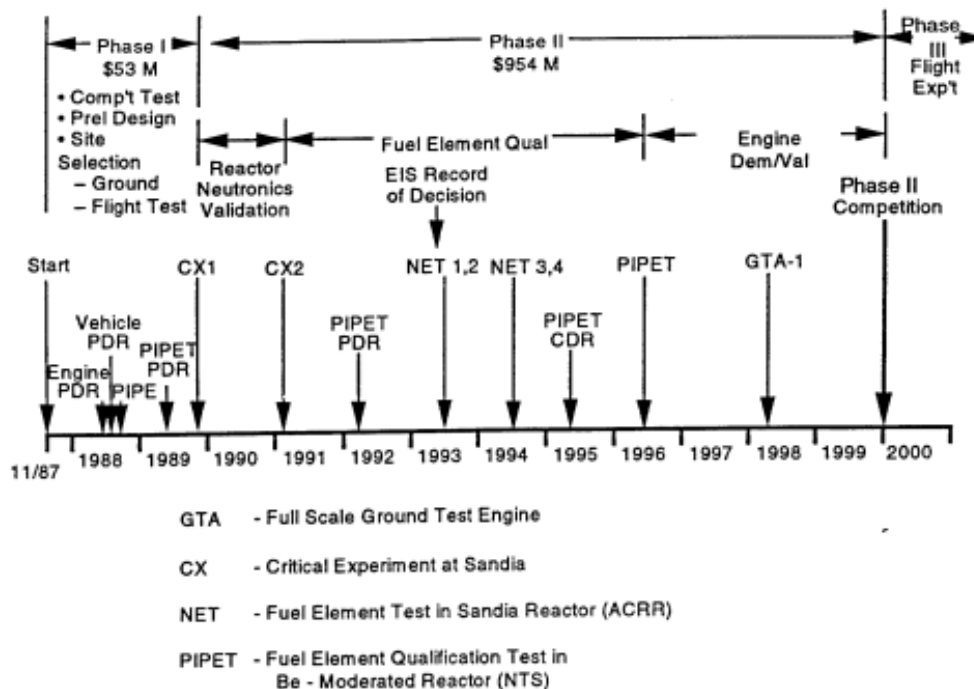 Phase I
$53 M
• Comp't Test
• Prel Design
• Site
Selection
– Ground
– Flight Test
Phase II
$954 M
Phase
III
Flight
Exp't
Reactor
Neutronics
Validation
Fuel Element Qual
Engine
Dem/Val
EIS Record
of Decision
Phase II
Competition
Start
CX1
CX2
NET 1,2
NET 3,4
PIPET
GTA-1
Vehicle
PDR
Engine
PDR
PIPE
PIPET
PDR
PIPET
PDR
PIPET
CDR
11/87 1988 1989 1990 1991 1992 1993 1994 1995 1996 1997 1998 1999 2000
GTA - Full Scale Ground Test Engine
CX - Critical Experiment at Sandia
NET - Fuel Element Test in Sandia Reactor (ACRR)
PIPET - Fuel Element Qualification Test in
Be - Moderated Reactor (NTS)